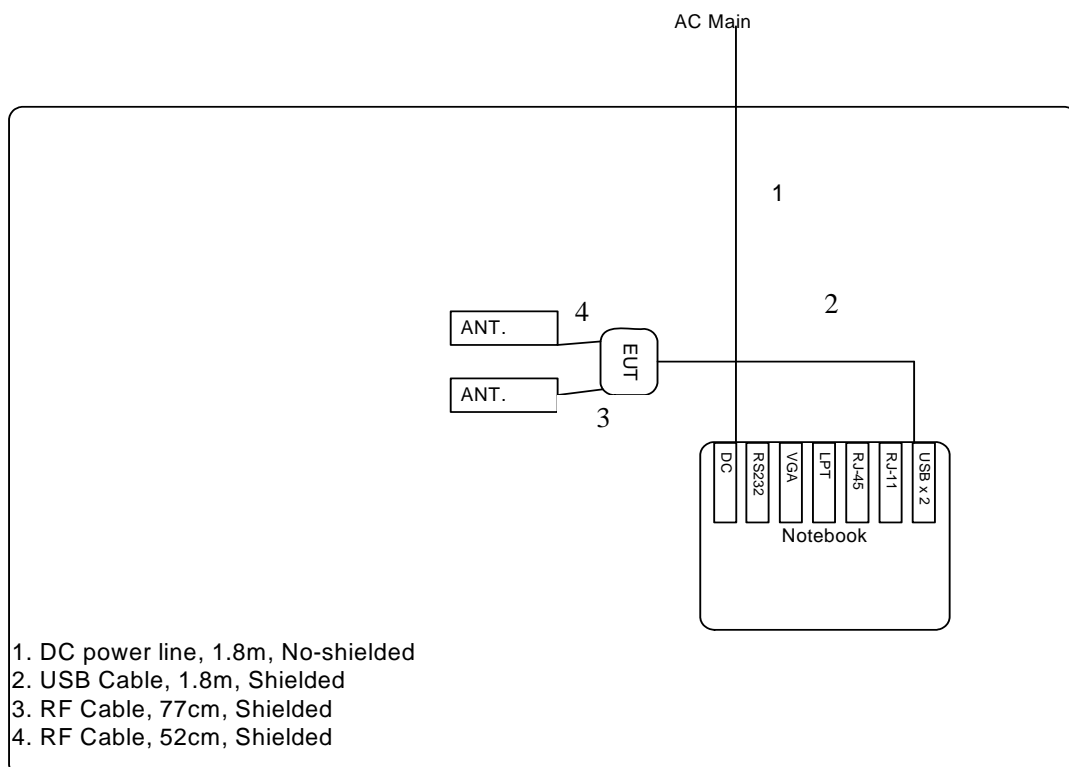 AC Main
1
2
4
ANT.
EUT
ANT.
3
DC
RS232
VGA
LPT
RJ-45
RJ-11
USB x 2
Notebook
1. DC power line, 1.8m, No-shielded
2. USB Cable, 1.8m, Shielded
3. RF Cable, 77cm, Shielded
4. RF Cable, 52cm, Shielded